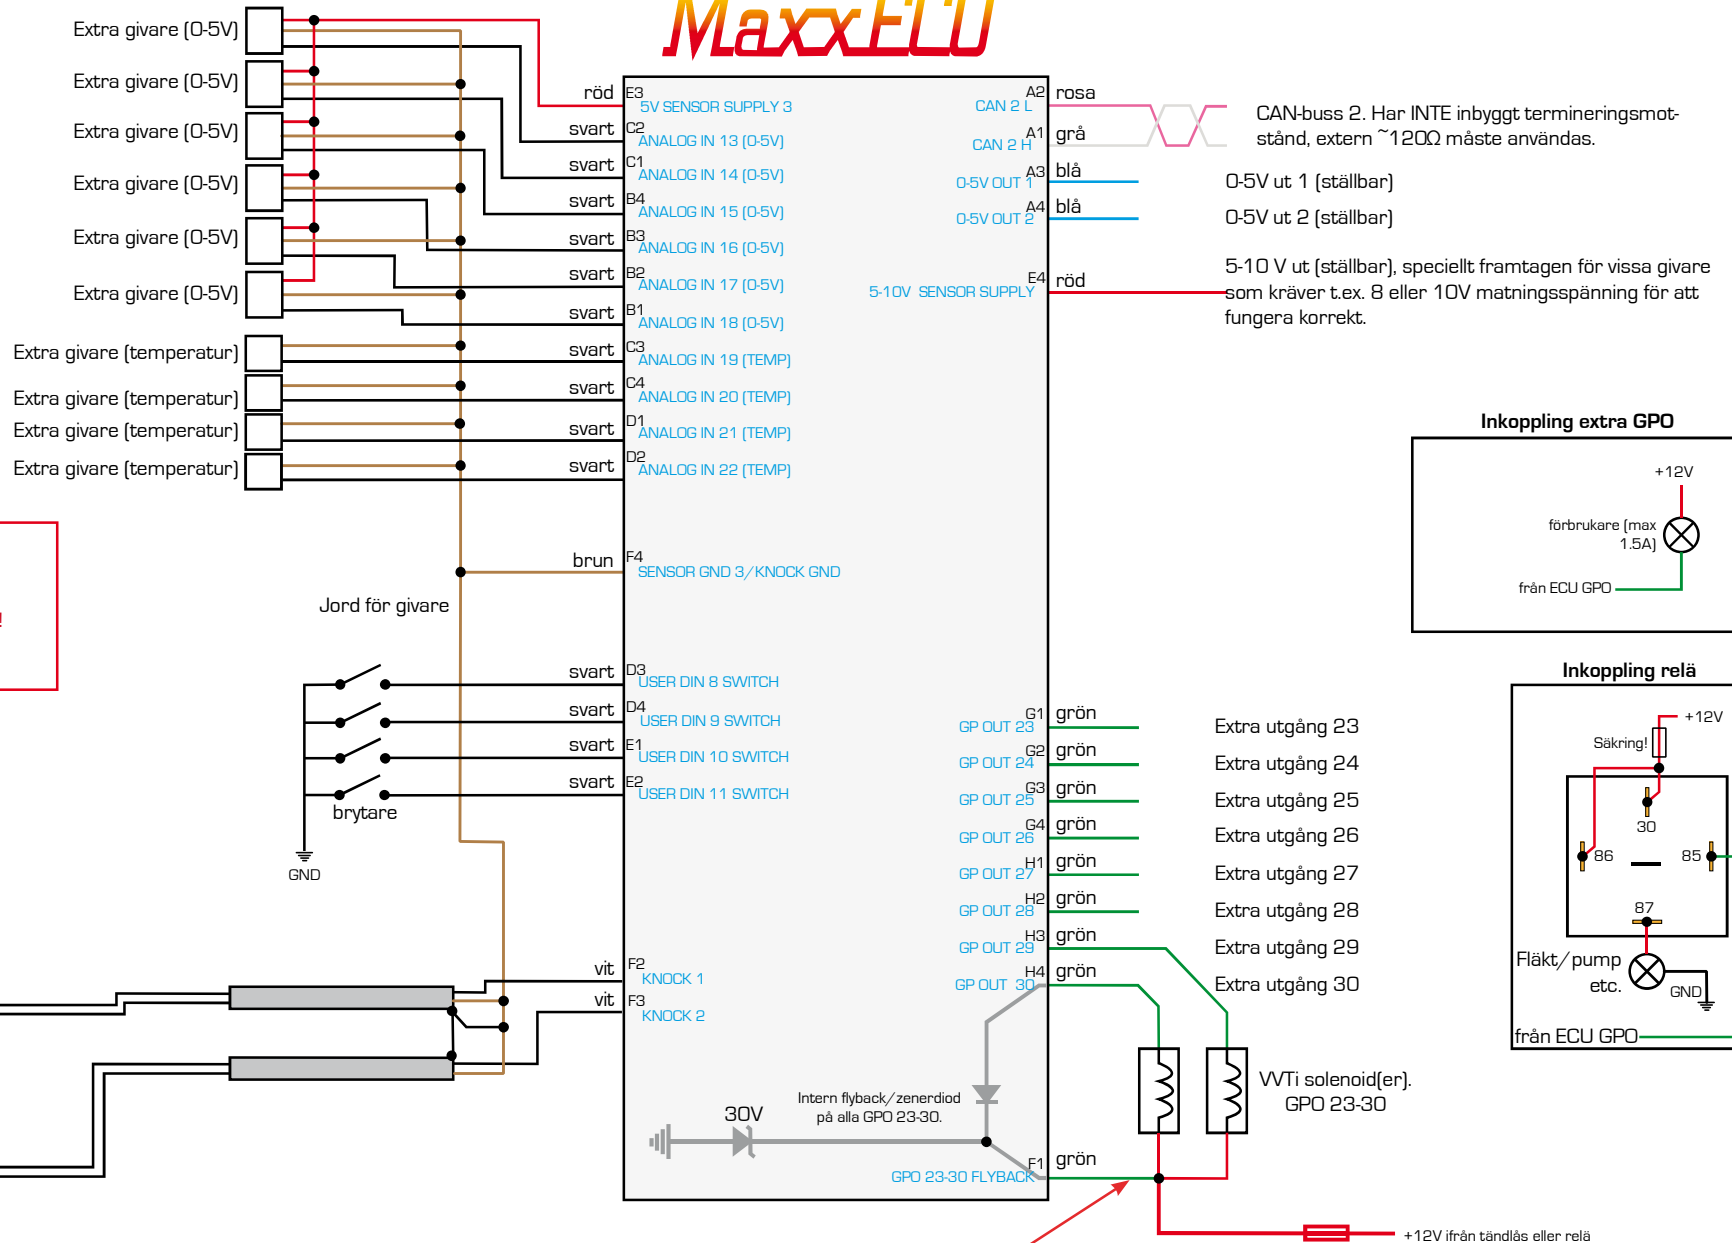 MaxxECU
Extra givare (0-5V)
Extra givare (0-5V)
Extra givare (0-5V)
Extra givare (0-5V)
Extra givare (0-5V)
Extra givare (0-5V)
Extra givare (temperatur)
Extra givare (temperatur)
Extra givare (temperatur)
Extra givare (temperatur)
röd E3
5V SENSOR SUPPLY 3
svart C2
ANALOG IN 13 (0-5V)
svart C1
ANALOG IN 14 (0-5V)
svart B4
ANALOG IN 15 (0-5V)
svart B3
ANALOG IN 16 (0-5V)
svart B2
ANALOG IN 17 (0-5V)
svart B1
ANALOG IN 18 (0-5V)
svart C3
ANALOG IN 19 (TEMP)
svart C4
ANALOG IN 20 (TEMP)
svart D1
ANALOG IN 21 (TEMP)
svart D2
ANALOG IN 22 (TEMP)
brun F4
SENSOR GND 3/KNOCK GND
Jord för givare
!
svart D3
USER DIN 8 SWITCH
svart D4
USER DIN 9 SWITCH
svart E1
USER DIN 10 SWITCH
svart E2
USER DIN 11 SWITCH
brytare
GND
vit F2
KNOCK 1
vit F3
KNOCK 2
30V
Intern flyback/zenerdiod
på alla GPO 23-30.
A2 rosa
CAN 2 L
A1 grå
CAN 2 H
CAN-buss 2. Har INTE inbyggt termineringsmot-
stånd, extern ~120Ω måste användas.
A3 blå
0-5V OUT 1
0-5V ut 1 (ställbar)
A4 blå
0-5V OUT 2
0-5V ut 2 (ställbar)
E4 röd
5-10V SENSOR SUPPLY
5-10 V ut (ställbar), speciellt framtagen för vissa givare
som kräver t.ex. 8 eller 10V matningsspänning för att
fungera korrekt.
G1 grön
GP OUT 23
Extra utgång 23
G2 grön
GP OUT 24
Extra utgång 24
G3 grön
GP OUT 25
Extra utgång 25
G4 grön
GP OUT 26
Extra utgång 26
H1 grön
GP OUT 27
Extra utgång 27
H2 grön
GP OUT 28
Extra utgång 28
H3 grön
GP OUT 29
Extra utgång 29
H4 grön
GP OUT 30
Extra utgång 30
VVTi solenoid(er).
GPO 23-30
F1 grön
GPO 23-30 FLYBACK
+12V ifrån tändlås eller relä
Inkoppling extra GPO
+12V
förbrukare (max
1.5A)
från ECU GPO
Inkoppling relä
+12V
Säkring!
30
86
85
87
Fläkt/pump
etc.
GND
från ECU GPO